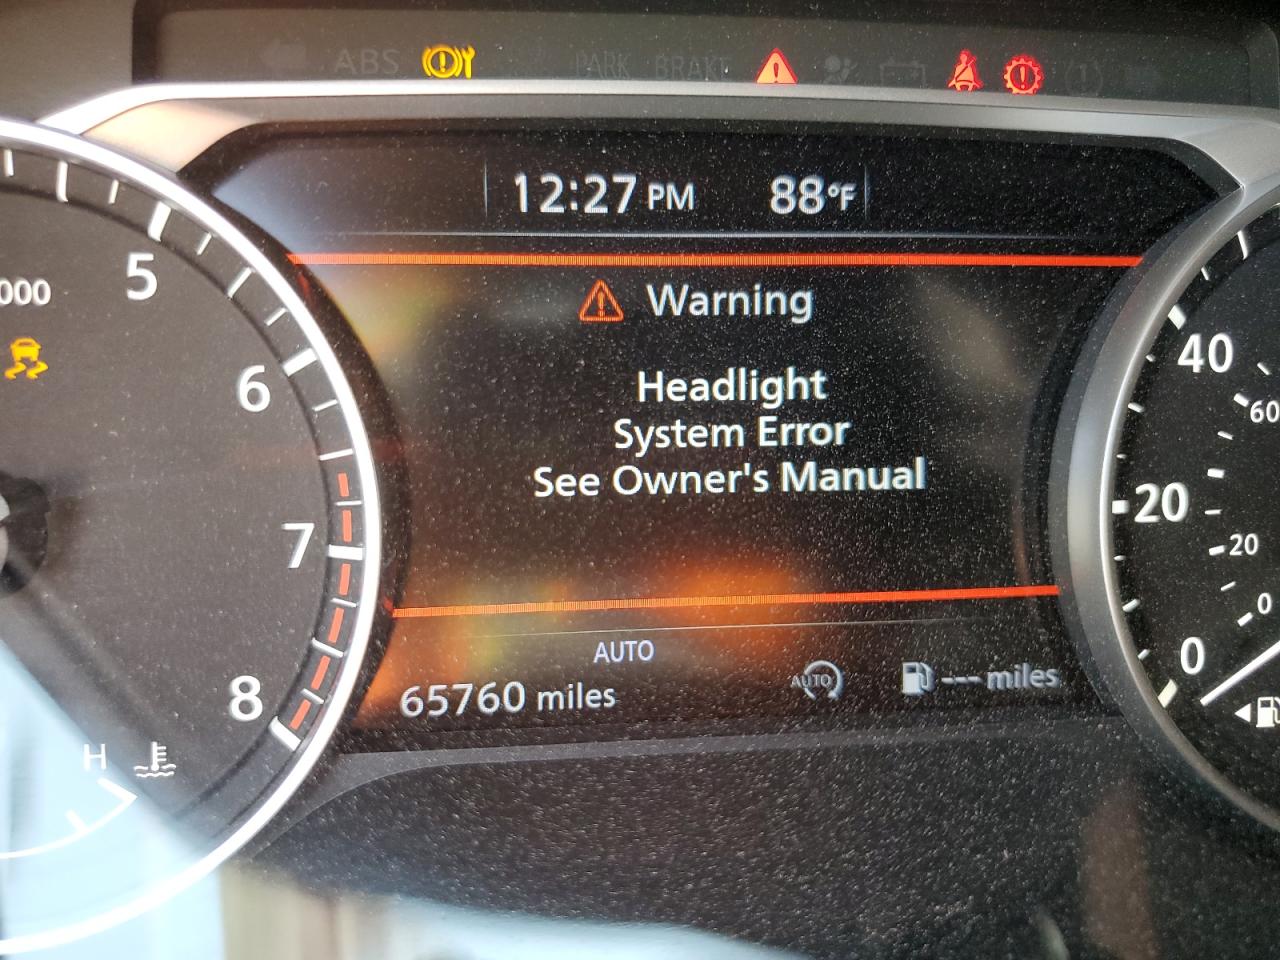 ABS
PARK BRAKE
12:27 PM 88°F
Warning
Headlight
System Error
See Owner's Manual
AUTO
65760 miles
AUTO
--- miles
000
5
6
7
8
H
40
20
0
60
20
0